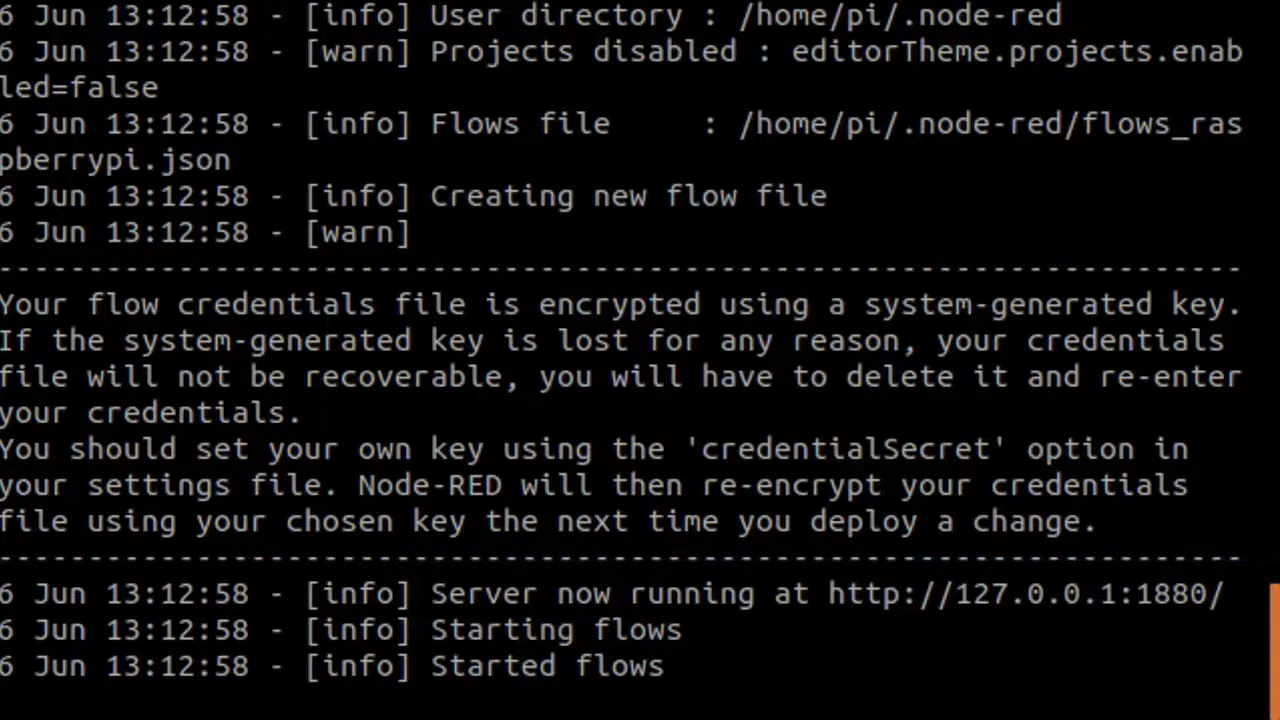 6 Jun 13:12:58 - [info] User directory : /home/pi/.node-red
6 Jun 13:12:58 - [warn] Projects disabled : editorTheme.projects.enab
led=false
6 Jun 13:12:58 - [info] Flows file     : /home/pi/.node-red/flows_ras
pberrypi.json
6 Jun 13:12:58 - [info] Creating new flow file
6 Jun 13:12:58 - [warn]
---------------------------------------------------------------------
Your flow credentials file is encrypted using a system-generated key.
If the system-generated key is lost for any reason, your credentials
file will not be recoverable, you will have to delete it and re-enter
your credentials.
You should set your own key using the 'credentialSecret' option in
your settings file. Node-RED will then re-encrypt your credentials
file using your chosen key the next time you deploy a change.
---------------------------------------------------------------------
6 Jun 13:12:58 - [info] Server now running at http://127.0.0.1:1880/
6 Jun 13:12:58 - [info] Starting flows
6 Jun 13:12:58 - [info] Started flows